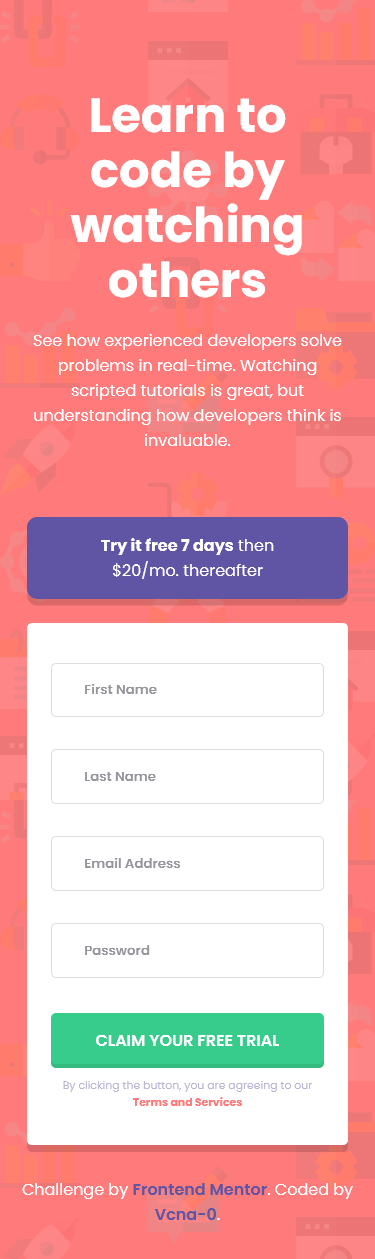 Learn to
code by
watching
others
See how experienced developers solve
problems in real-time. Watching
scripted tutorials is great, but
understanding how developers think is
invaluable.
Try it free 7 days then
$20/mo. thereafter
First Name
Last Name
Email Address
Password
CLAIM YOUR FREE TRIAL
By clicking the button, you are agreeing to our
Terms and Services
Challenge by Frontend Mentor. Coded by
Vcna-0.